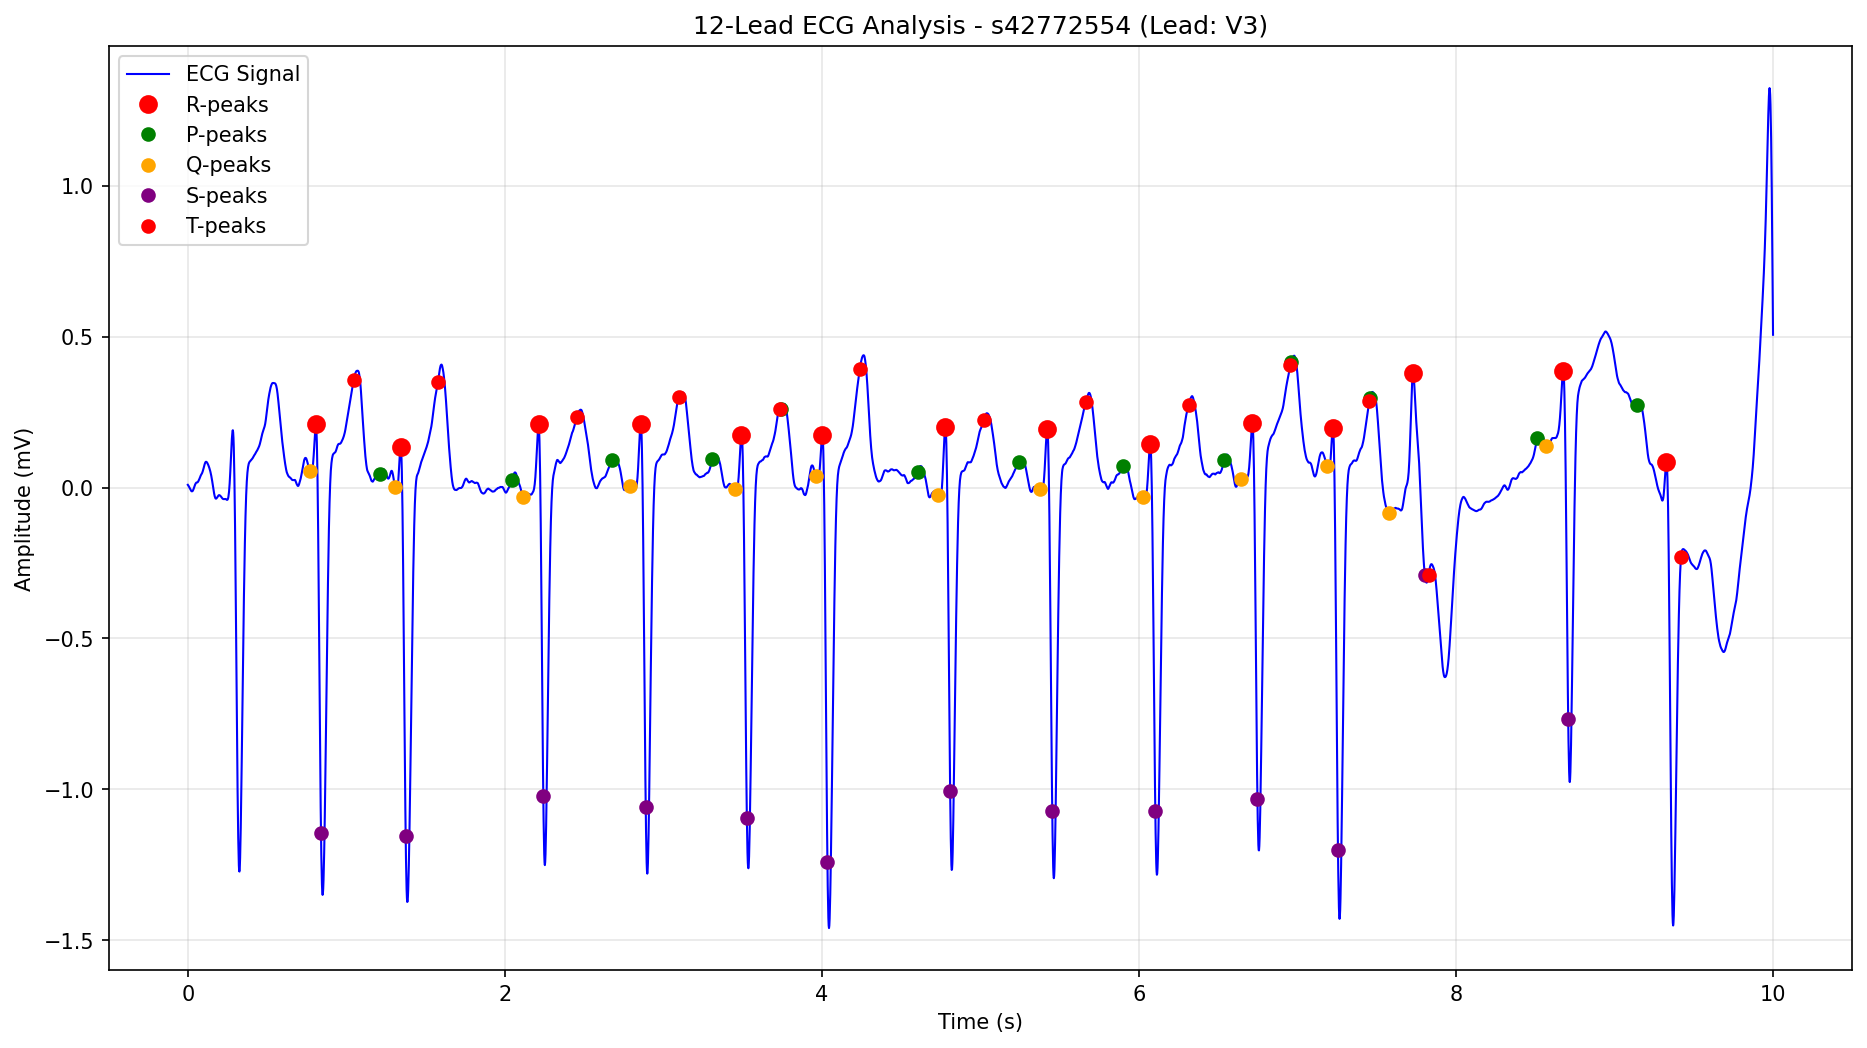 12-Lead ECG Analysis - s42772554 (Lead: V3)
ECG Signal
R-peaks
P-peaks
Q-peaks
S-peaks
T-peaks
Amplitude (mV)
1.0
0.5
0.0
−0.5
−1.0
−1.5
0 2 4 6 8 10
Time (s)